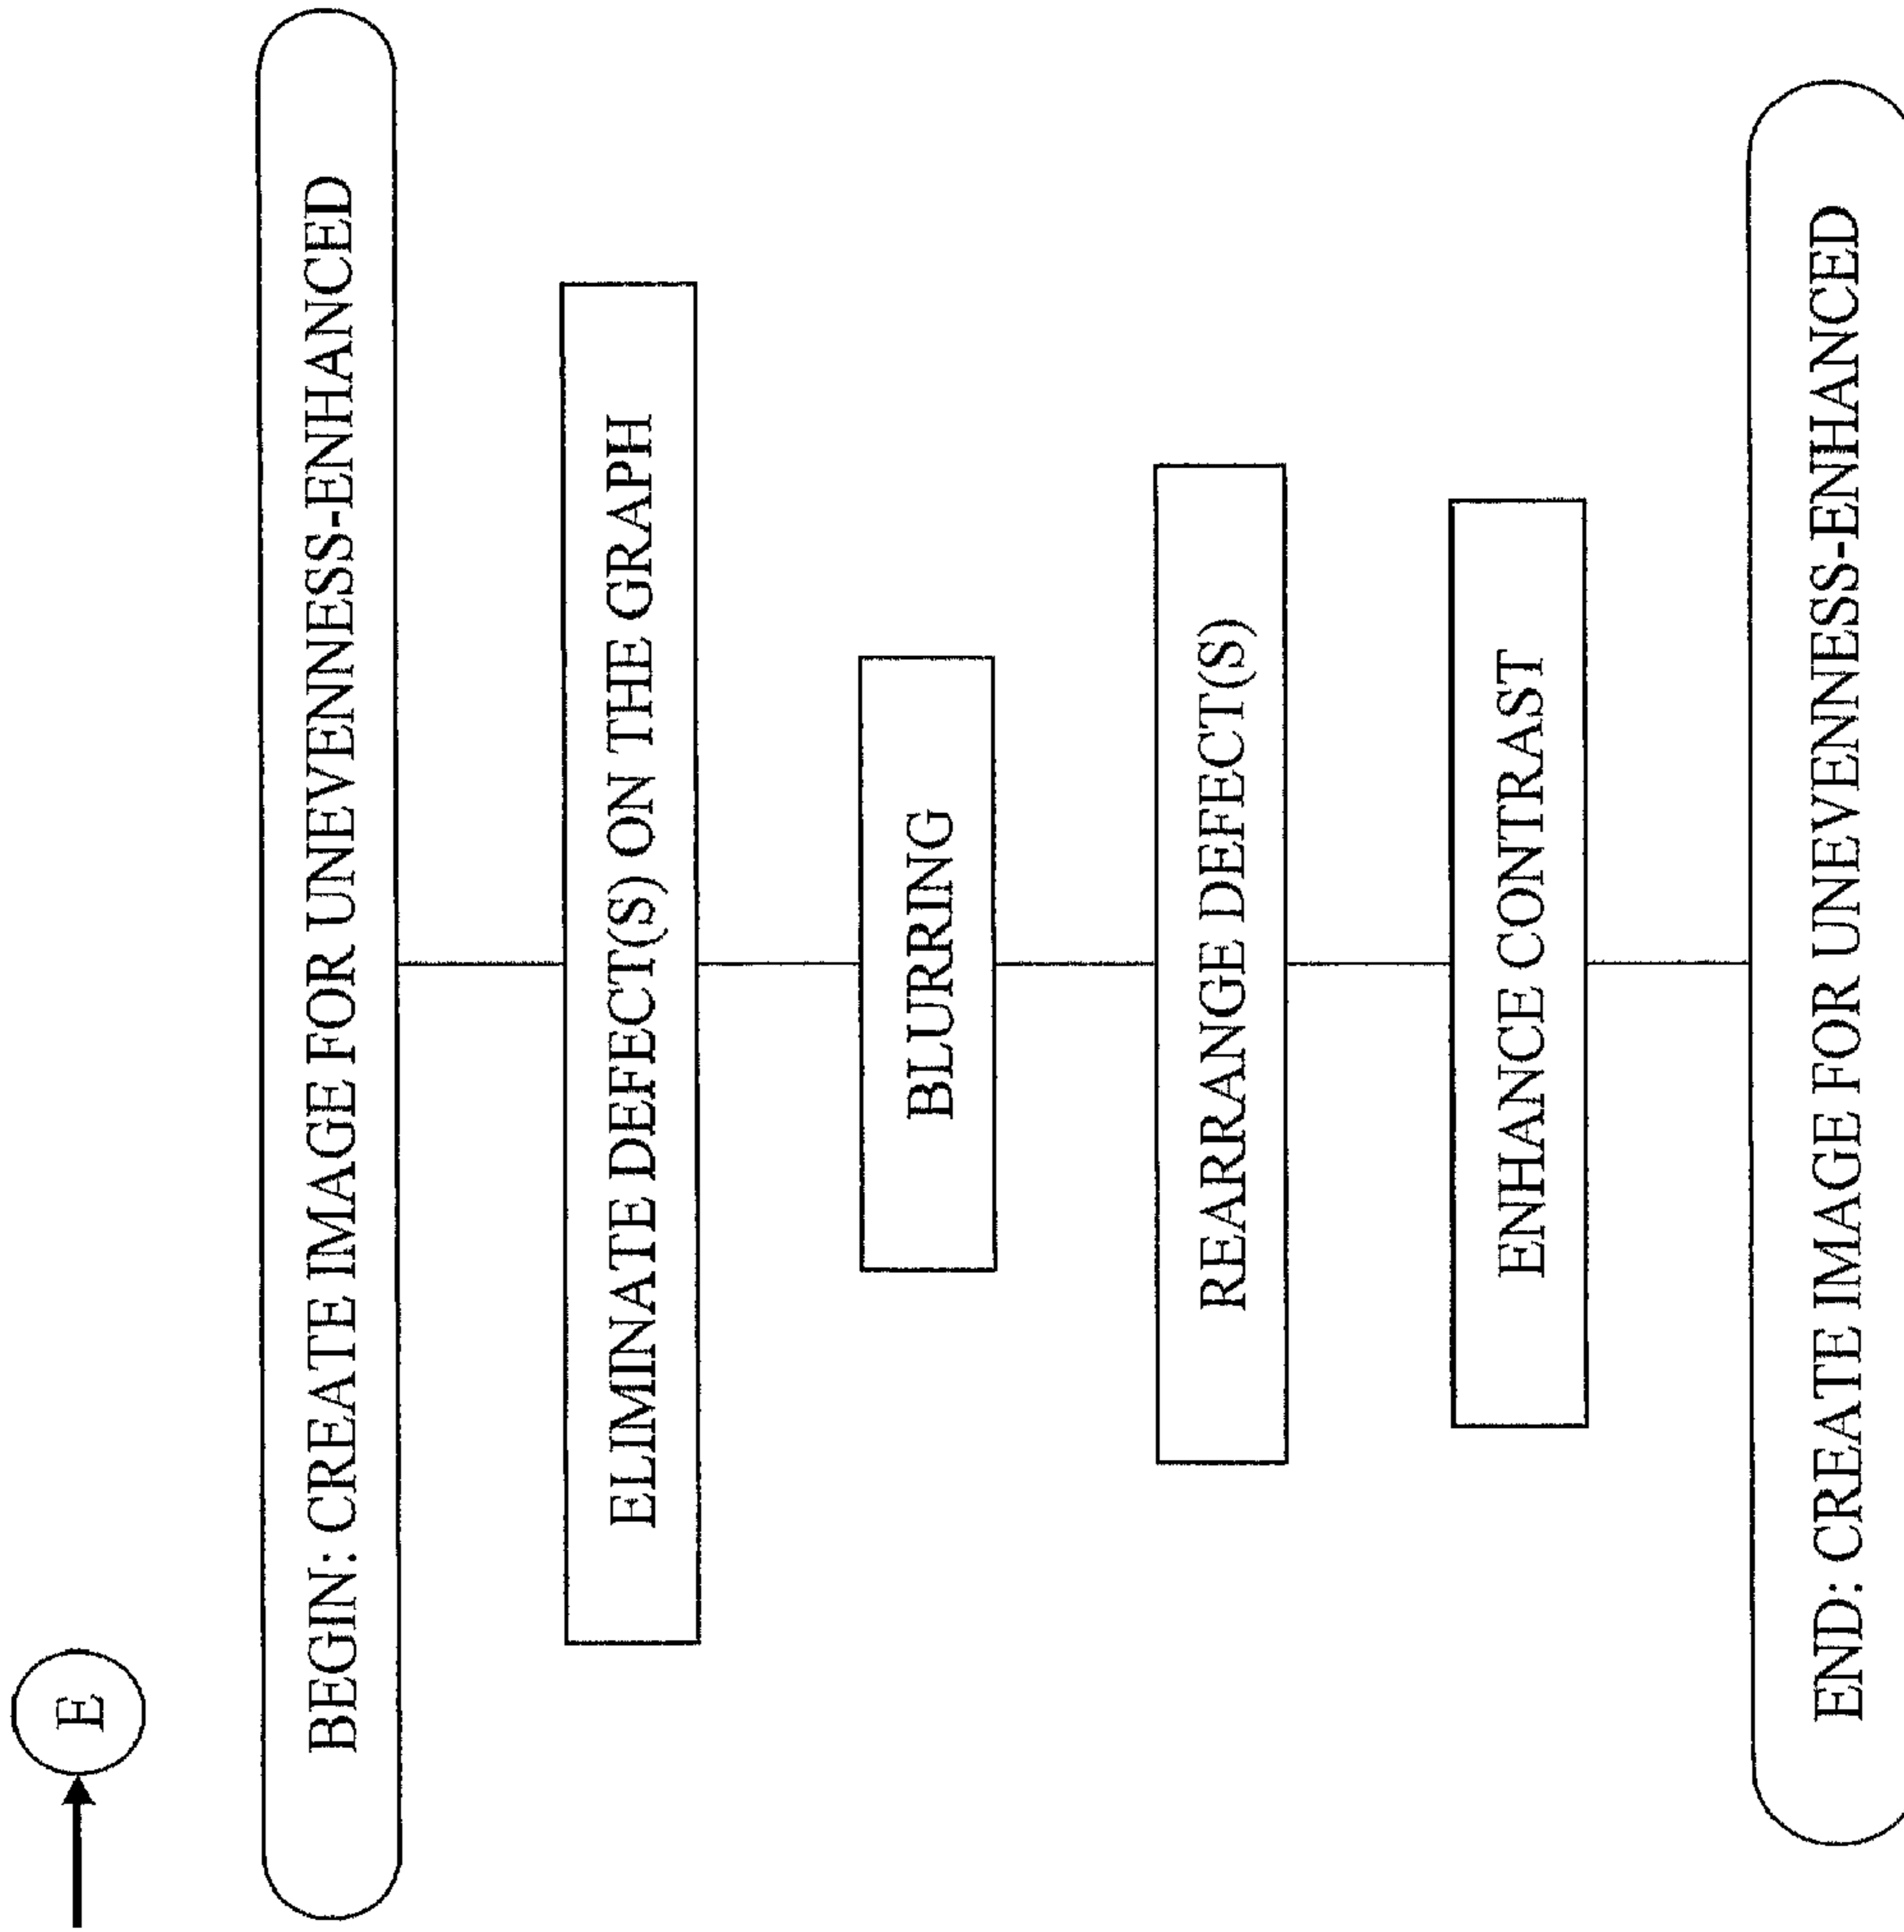 E
BEGIN: CREATE IMAGE FOR UNEVENNESS-ENHANCED
ELIMINATE DEFECT(S) ON THE GRAPH
BLURRING
REARRANGE DEFECT(S)
ENHANCE CONTRAST
END: CREATE IMAGE FOR UNEVENNESS-ENHANCED